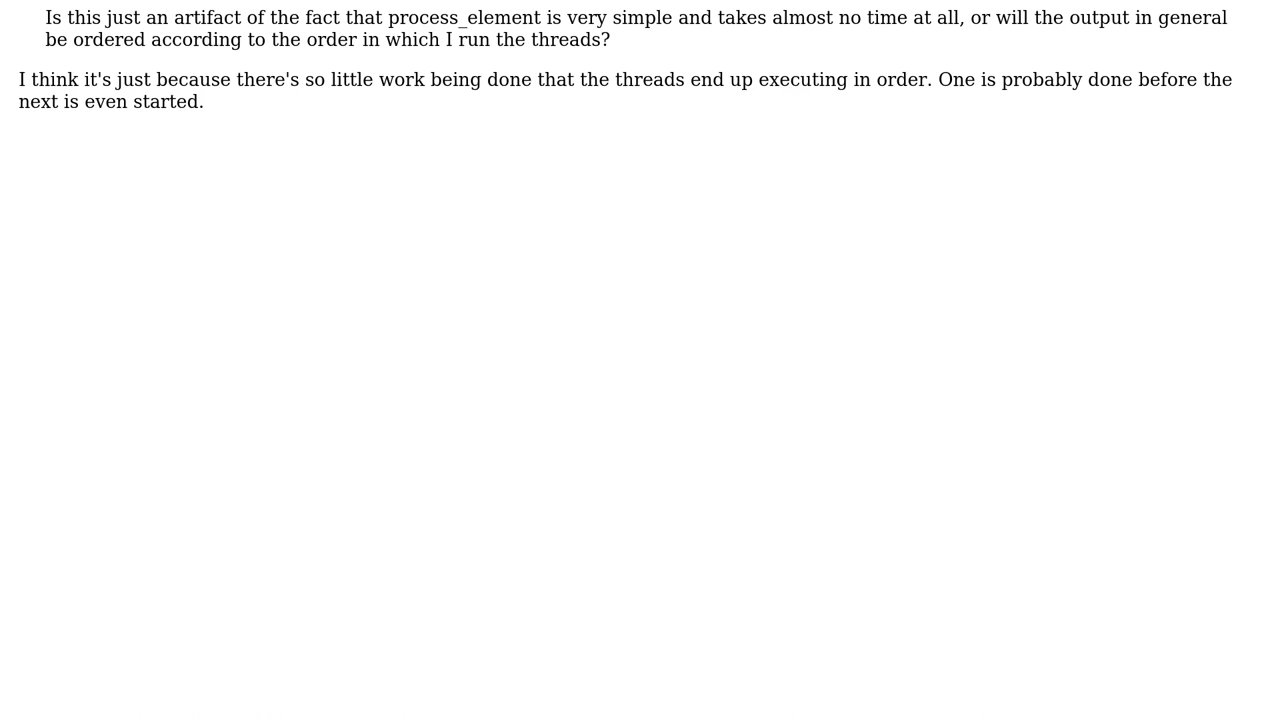 Is this just an artifact of the fact that process_element is very simple and takes almost no time at all, or will the output in general
be ordered according to the order in which I run the threads?
I think it's just because there's so little work being done that the threads end up executing in order. One is probably done before the
next is even started.